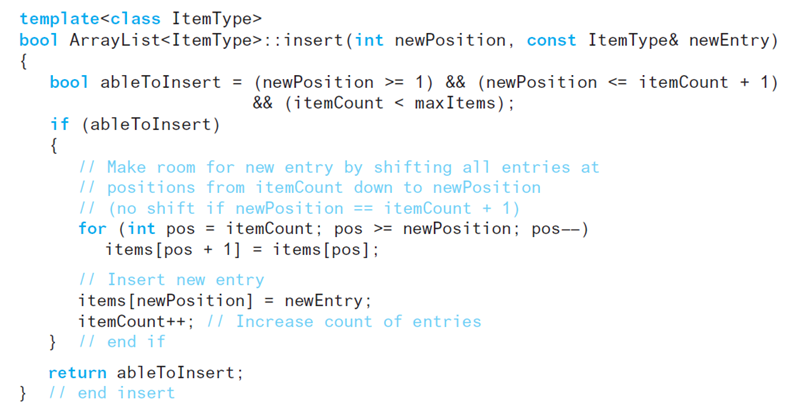 template<class ItemType>
bool ArrayList<ItemType>::insert(int newPosition, const ItemType& newEntry)
{
bool ableToInsert = (newPosition >= 1) && (newPosition <= itemCount + 1)
&& (itemCount < maxItems);
if (ableToInsert)
{
// Make room for new entry by shifting all entries at
// positions from itemCount down to newPosition
// (no shift if newPosition == itemCount + 1)
for (int pos = itemCount; pos >= newPosition; pos––)
items[pos + 1] = items[pos];
// Insert new entry
items[newPosition] = newEntry;
itemCount++; // Increase count of entries
} // end if
return ableToInsert;
} // end insert